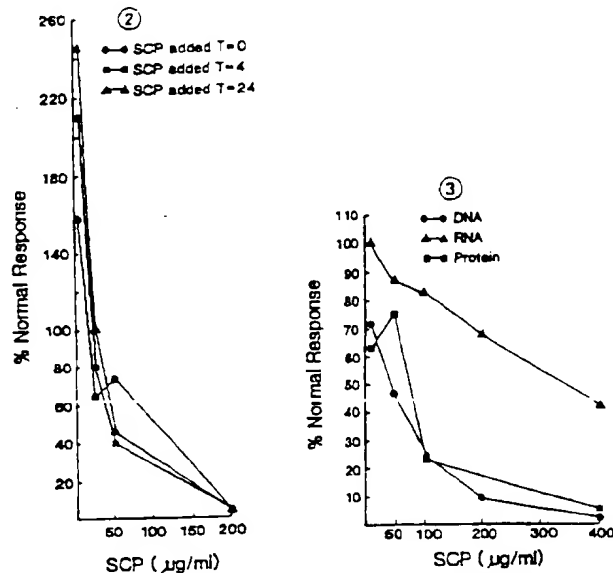 ②
SCP added T=0
SCP added T=4
SCP added T=24
260
220
180
140
100
80
60
40
20
% Normal Response
50 100 150 200
SCP ( µg/ml)
③
DNA
RNA
Protein
110
100
90
80
70
60
50
40
30
20
10
% Normal Response
50 100 200 300 400
SCP ( µg/ml)